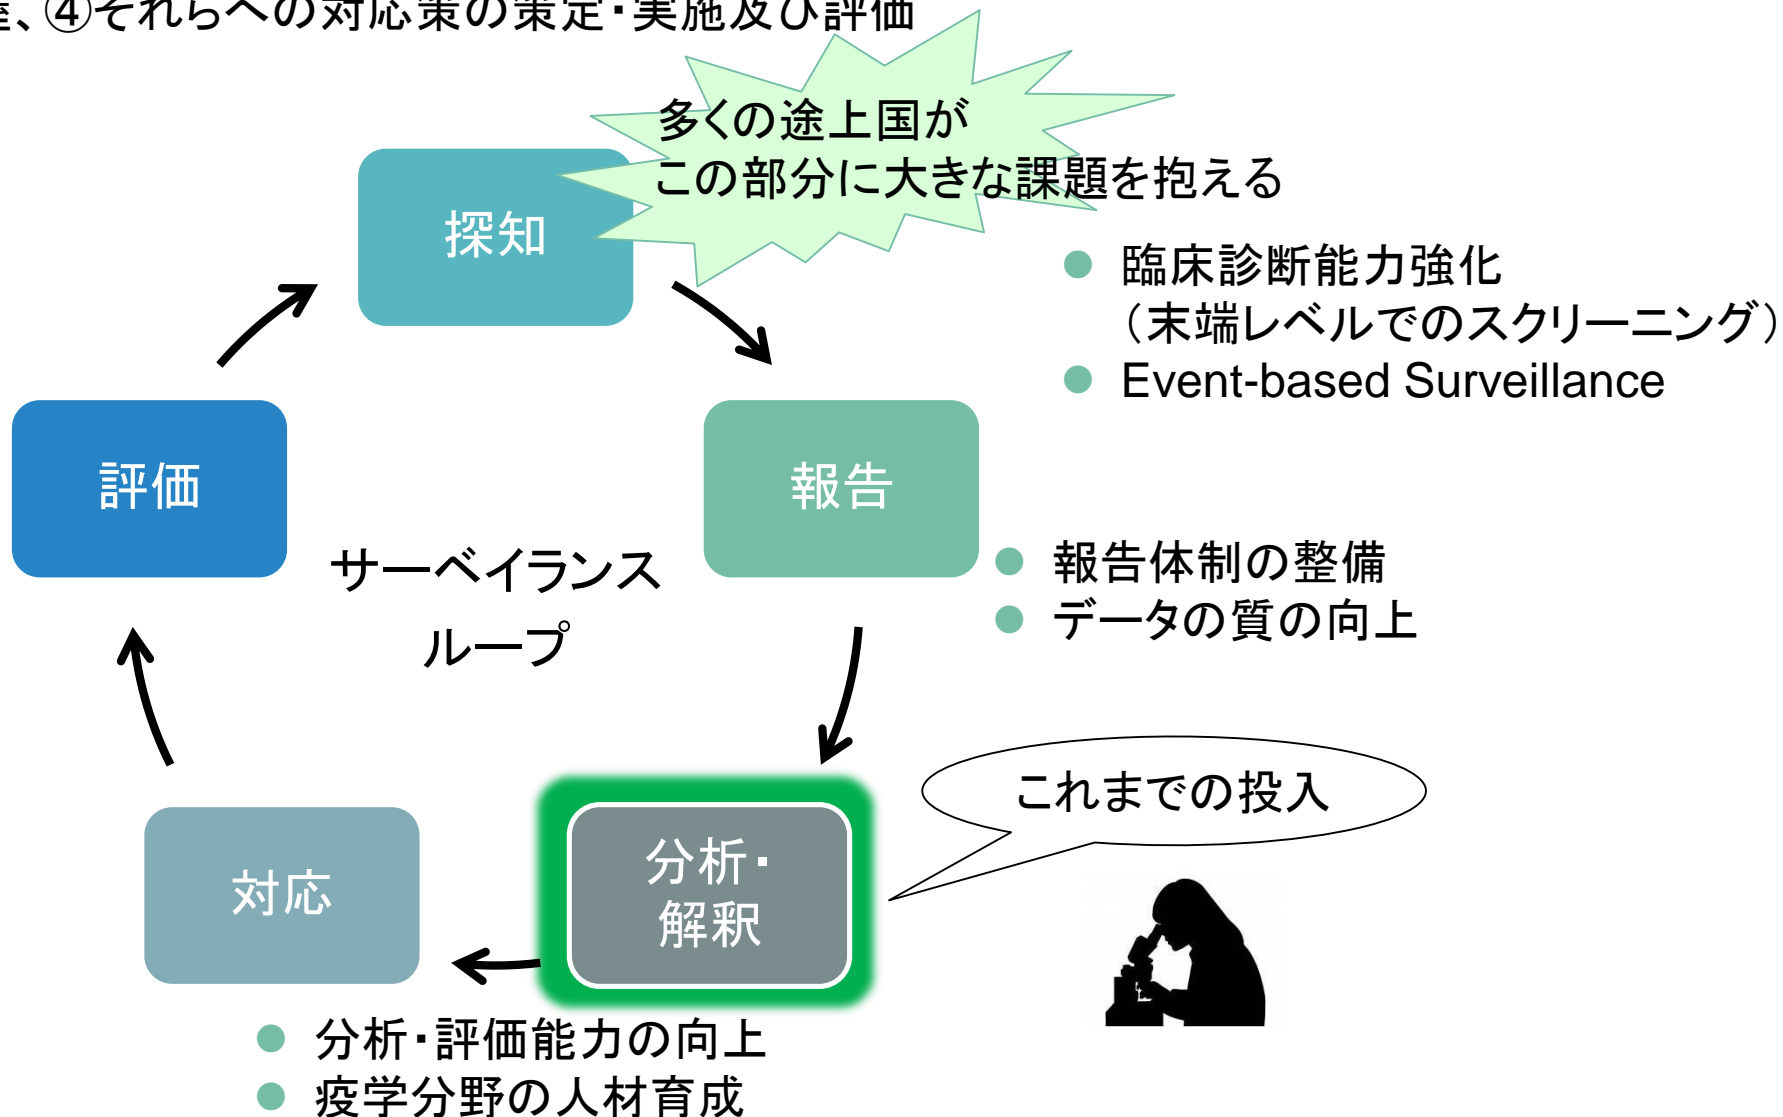 、④それらへの対応策の策定・実施及び評価
多くの途上国が
この部分に大きな課題を抱える
探知
● 臨床診断能力強化
（末端レベルでのスクリーニング）
● Event-based Surveillance
評価
報告
サーベイランス
ループ
● 報告体制の整備
● データの質の向上
これまでの投入
分析・
解釈
対応
● 分析・評価能力の向上
● 疫学分野の人材育成